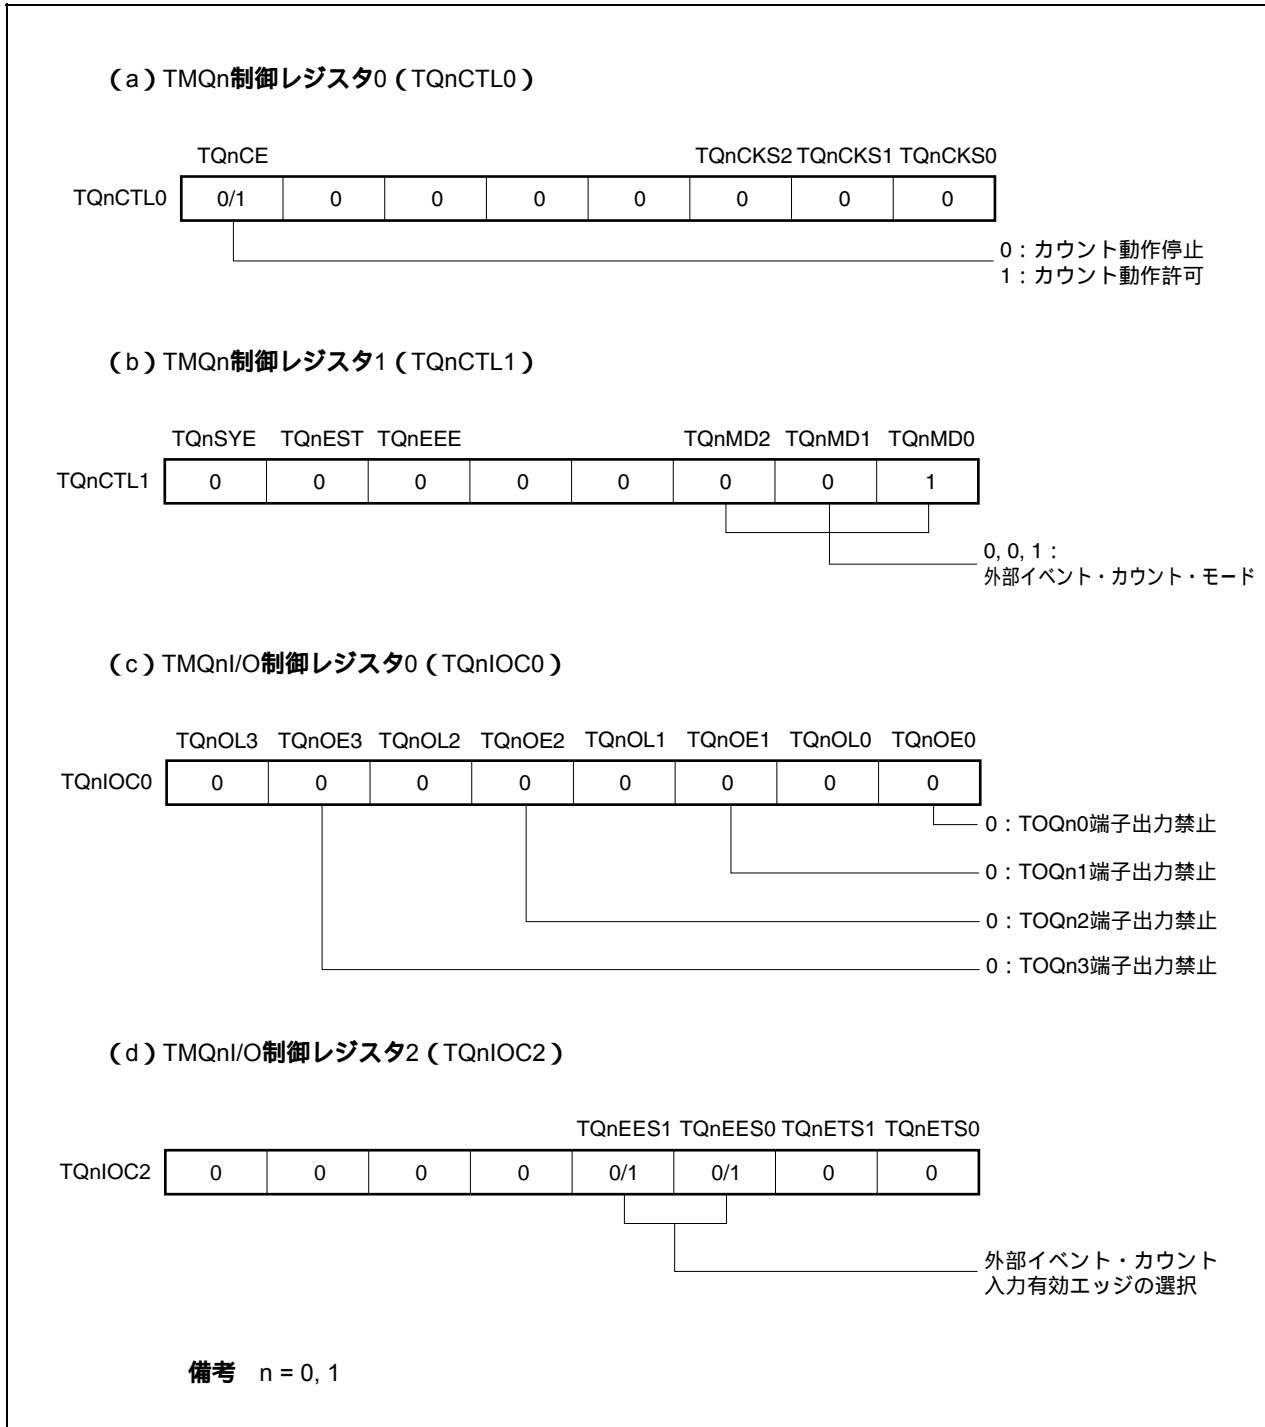 (a)TMQn制御レジスタ0(TQnCTL0)
TQnCE TQnCKS2 TQnCKS1 TQnCKS0
TQnCTL0 0/1 0 0 0 0 0 0 0
0:カウント動作停止
1:カウント動作許可
(b)TMQn制御レジスタ1(TQnCTL1)
TQnSYE TQnEST TQnEEE TQnMD2 TQnMD1 TQnMD0
TQnCTL1 0 0 0 0 0 0 0 1
0, 0, 1:
外部イベント・カウント・モード
(c)TMQnI/O制御レジスタ0(TQnIOC0)
TQnOL3 TQnOE3 TQnOL2 TQnOE2 TQnOL1 TQnOE1 TQnOL0 TQnOE0
TQnIOC0 0 0 0 0 0 0 0 0
0:TOQn0端子出力禁止
0:TOQn1端子出力禁止
0:TOQn2端子出力禁止
0:TOQn3端子出力禁止
(d)TMQnI/O制御レジスタ2(TQnIOC2)
TQnEES1 TQnEES0 TQnETS1 TQnETS0
TQnIOC2 0 0 0 0 0/1 0/1 0 0
外部イベント・カウント
入力有効エッジの選択
備考 n = 0, 1